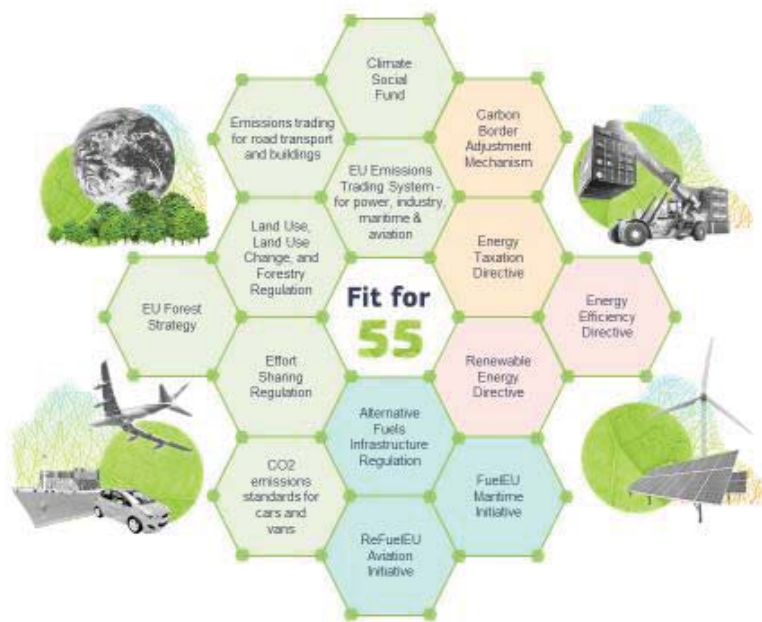 Climate
Social
Fund
Emissions trading
for road transport
and buildings
Carbon
Border
Adjustment
Mechanism
EU Emissions
Trading System -
for power, industry,
maritime &
aviation
Land Use,
Land Use
Change, and
Forestry
Regulation
Energy
Taxation
Directive
EU Forest
Strategy
Fit for
55
Energy
Efficiency
Directive
Effort
Sharing
Regulation
Renewable
Energy
Directive
Alternative
Fuels
Infrastructure
Regulation
CO2
emissions
standards for
cars and
vans
FuelEU
Maritime
Initiative
ReFuelEU
Aviation
Initiative